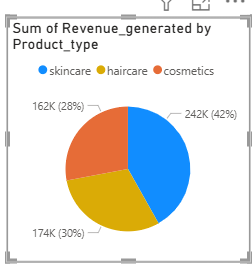 Sum of Revenue_generated by
Product_type
skincare haircare cosmetics
162K (28%)
242K (42%)
174K (30%)